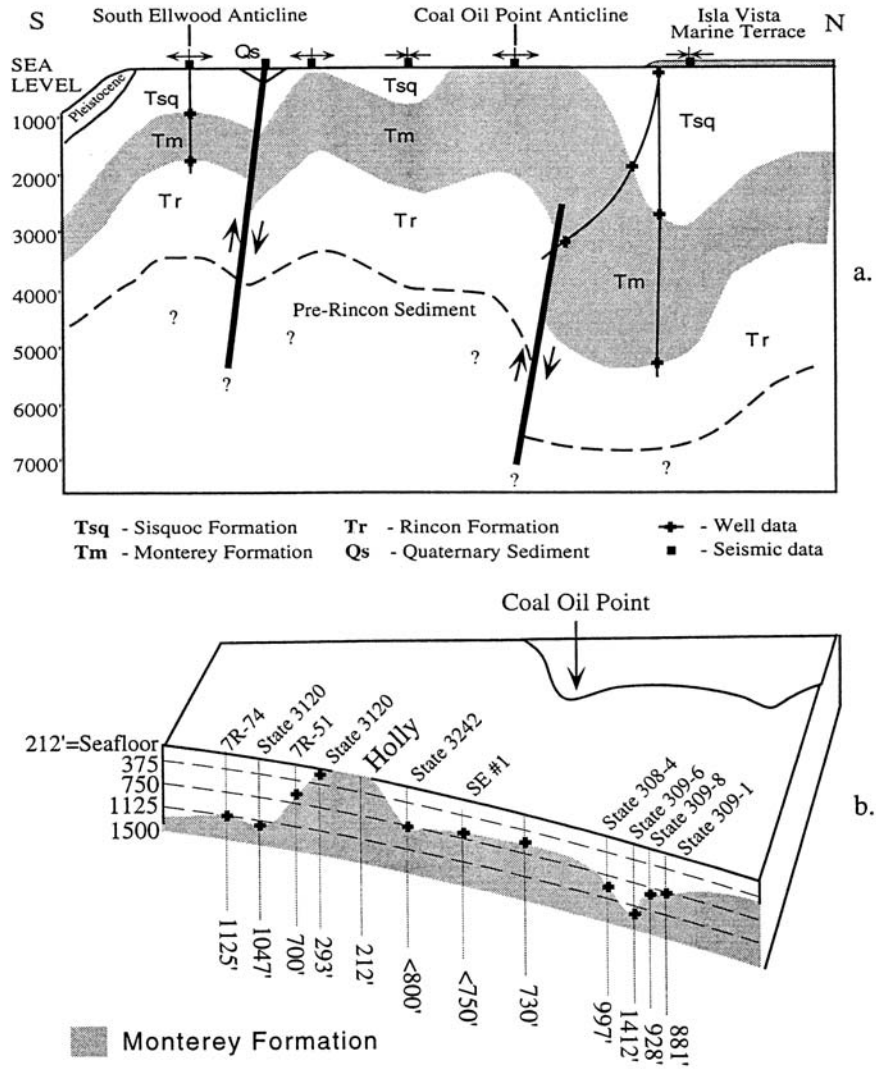 S South Ellwood Anticline Coal Oil Point Anticline Isla Vista Marine Terrace N
SEA LEVEL
Qs
Pleistocene
Tsq Tsq Tsq
1000'
Tm Tm
2000'
Tr Tr
3000'
4000'
Tm
a.
Pre-Rincon Sediment
? ? ?
5000'
Tr
?
6000'
7000'
? ?
Tsq - Sisquoc Formation Tr - Rincon Formation - Well data
Tm - Monterey Formation Qs - Quaternary Sediment - Seismic data
Coal Oil Point
212'=Seafloor
375
750
1125
1500
7R-74
State 3120
7R-51
State 3120
Holly
State 3242
SE #1
State 308-4
State 309-6
State 309-8
State 309-1
b.
1125'
1047'
700'
293'
212'
<800'
<750'
730'
997'
1412'
928'
881'
Monterey Formation